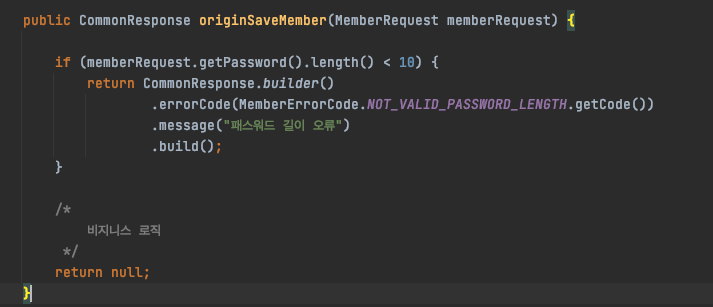 public CommonResponse originSaveMember(MemberRequest memberRequest) {
if (memberRequest.getPassword().length() < 10) {
return CommonResponse.builder()
.errorCode(MemberErrorCode.NOT_VALID_PASSWORD_LENGTH.getCode())
.message("패스워드 길이 오류")
.build();
}
/*
비지니스 로직
*/
return null;
}